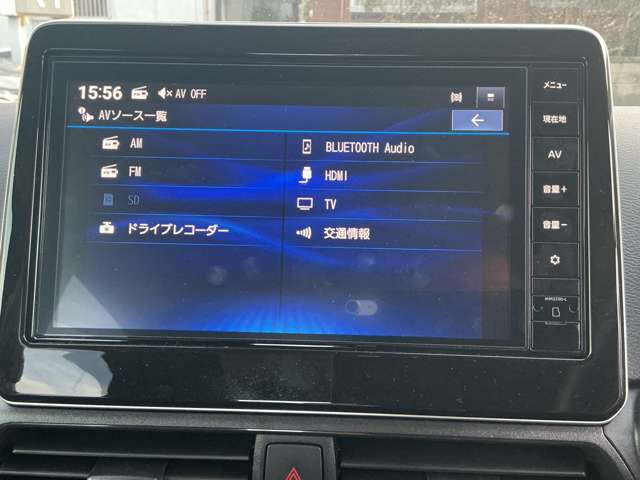 15:56 AV OFF
AVソース一覧
AM
FM
SD
ドライブレコーダー
BLUETOOTH Audio
HDMI
TV
交通情報
メニュー
現在地
AV
音量+
音量-